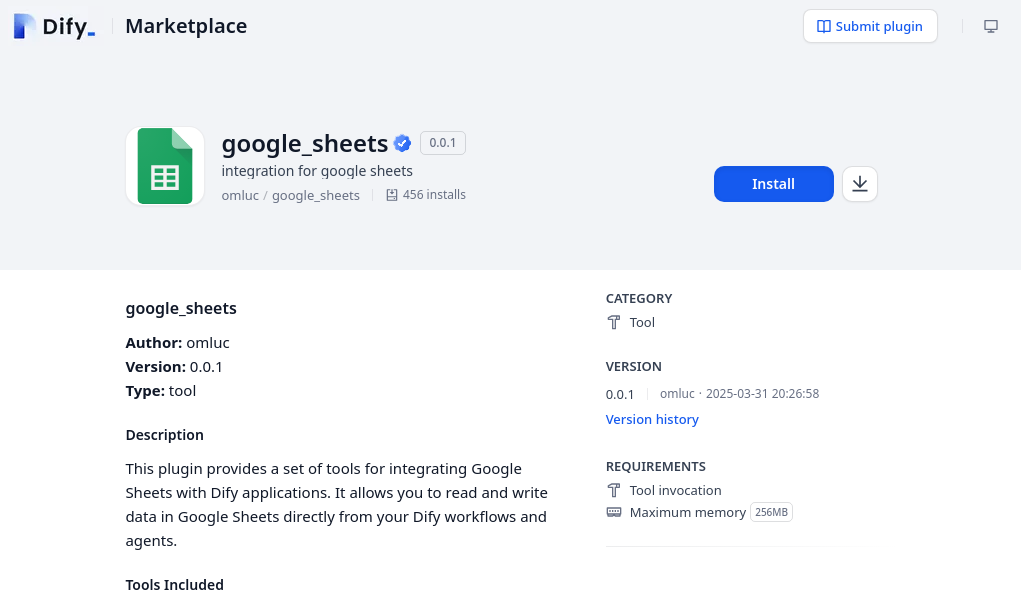 Dify_
Marketplace
Submit plugin
google_sheets
0.0.1
integration for google sheets
omluc / google_sheets
456 installs
Install
google_sheets
Author: omluc
Version: 0.0.1
Type: tool
Description
This plugin provides a set of tools for integrating Google
Sheets with Dify applications. It allows you to read and write
data in Google Sheets directly from your Dify workflows and
agents.
Tools Included
CATEGORY
Tool
VERSION
0.0.1
omluc · 2025-03-31 20:26:58
Version history
REQUIREMENTS
Tool invocation
Maximum memory 256MB